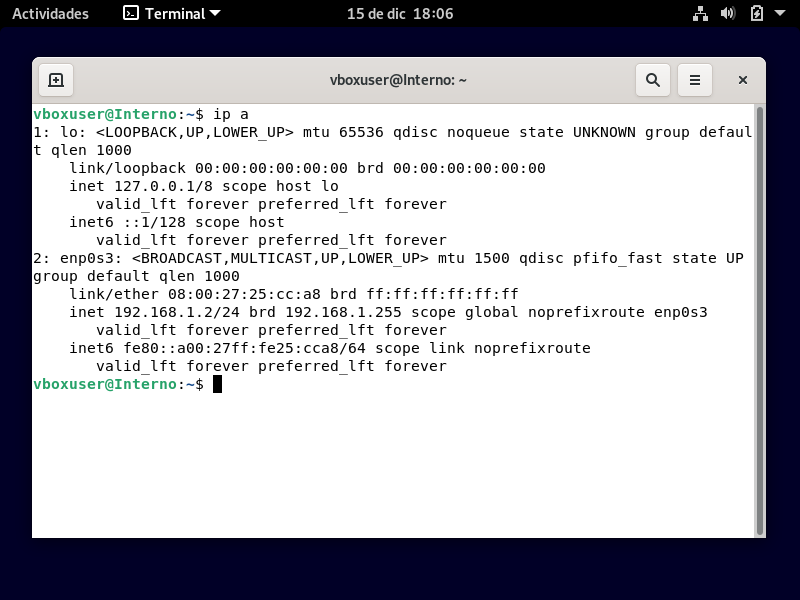 Actividades Terminal 15 de dic 18:06
vboxuser@Interno: ~
vboxuser@Interno:~$ ip a
1: lo: <LOOPBACK,UP,LOWER_UP> mtu 65536 qdisc noqueue state UNKNOWN group defaul
t qlen 1000
    link/loopback 00:00:00:00:00:00 brd 00:00:00:00:00:00
    inet 127.0.0.1/8 scope host lo
       valid_lft forever preferred_lft forever
    inet6 ::1/128 scope host
       valid_lft forever preferred_lft forever
2: enp0s3: <BROADCAST,MULTICAST,UP,LOWER_UP> mtu 1500 qdisc pfifo_fast state UP
group default qlen 1000
    link/ether 08:00:27:25:cc:a8 brd ff:ff:ff:ff:ff:ff
    inet 192.168.1.2/24 brd 192.168.1.255 scope global noprefixroute enp0s3
       valid_lft forever preferred_lft forever
    inet6 fe80::a00:27ff:fe25:cca8/64 scope link noprefixroute
       valid_lft forever preferred_lft forever
vboxuser@Interno:~$